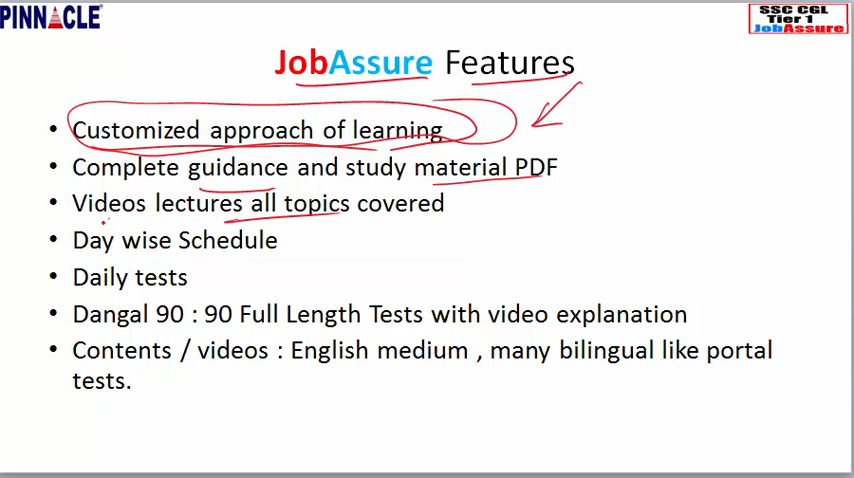 PINNACLE
SSC CGL
Tier 1
JobAssure
JobAssure Features
• Customized approach of learning
• Complete guidance and study material PDF
• Videos lectures all topics covered
• Day wise Schedule
• Daily tests
• Dangal 90 : 90 Full Length Tests with video explanation
• Contents / videos : English medium , many bilingual like portal
tests.